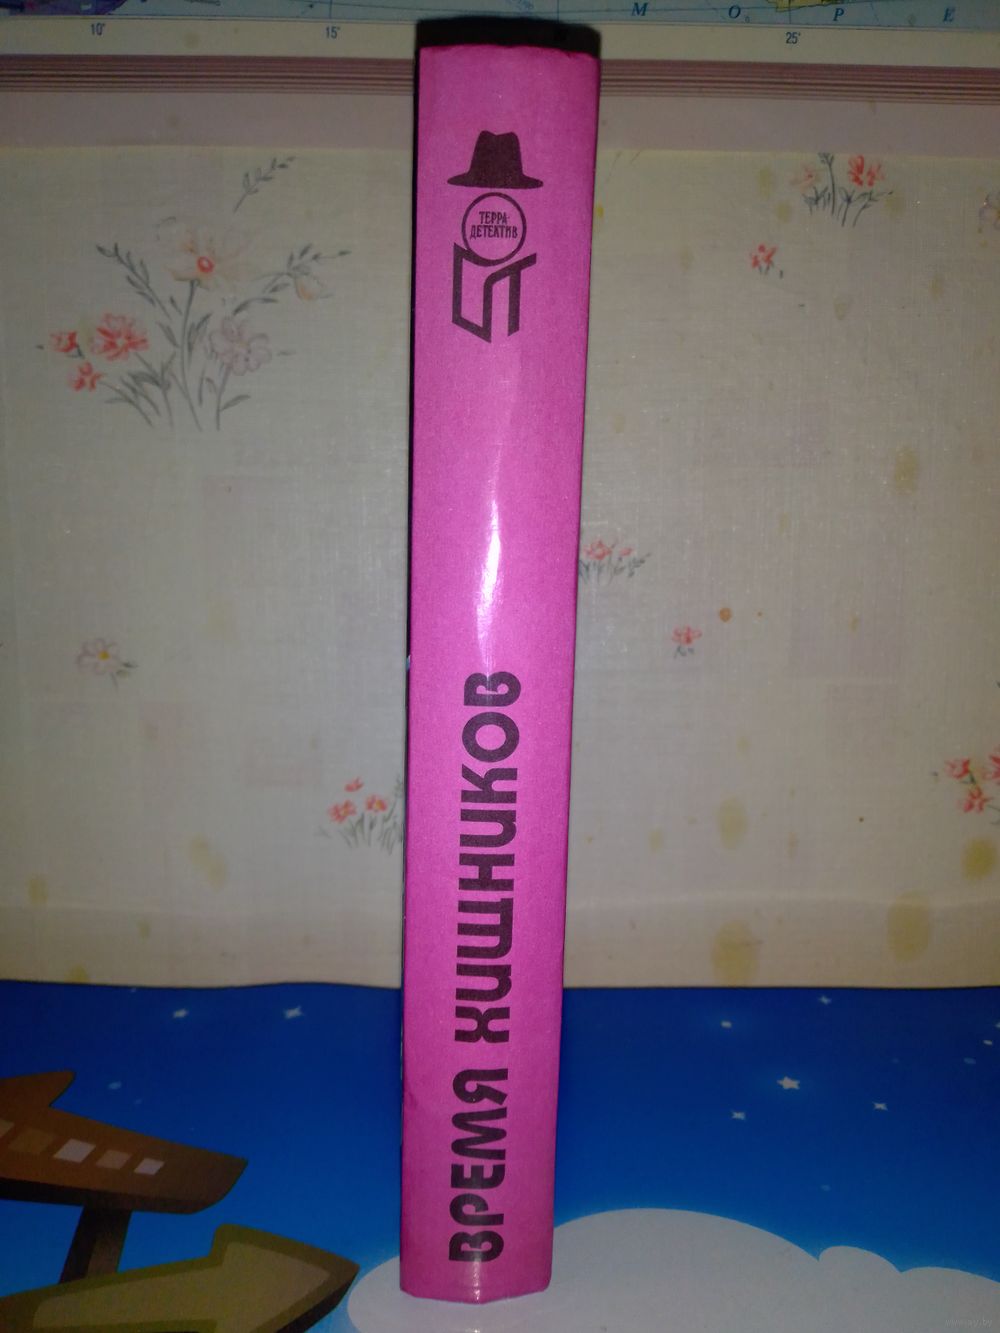 М О Р Е
10°
15°
25°
ТЕРРА-
ДЕТЕКТИВ
ВРЕМЯ ХИЩНИКОВ